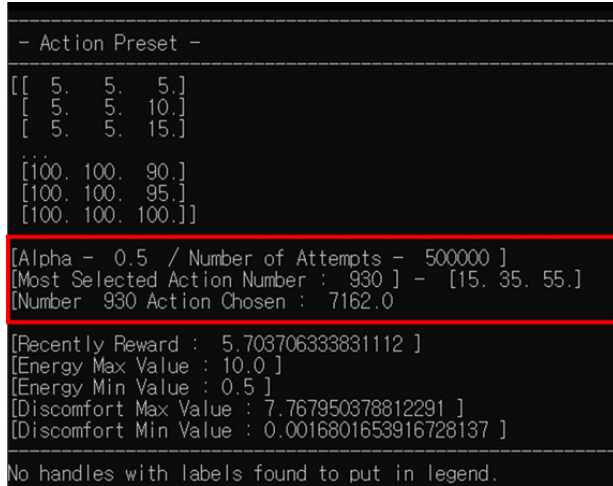 - Action Preset -
[[  5.   5.   5.]
[  5.   5.  10.]
[  5.   5.  15.]
...
[100. 100.  90.]
[100. 100.  95.]
[100. 100. 100.]]
[Alpha -  0.5  / Number of Attempts -  500000 ]
[Most Selected Action Number :  930 ] -  [15. 35. 55.]
[Number  930 Action Chosen :  7162.0
[Recently Reward :  5.703706333831112 ]
[Energy Max Value : 10.0 ]
[Energy Min Value : 0.5 ]
[Discomfort Max Value : 7.767950378812291 ]
[Discomfort Min Value : 0.0016801653916728137 ]
No handles with labels found to put in legend.